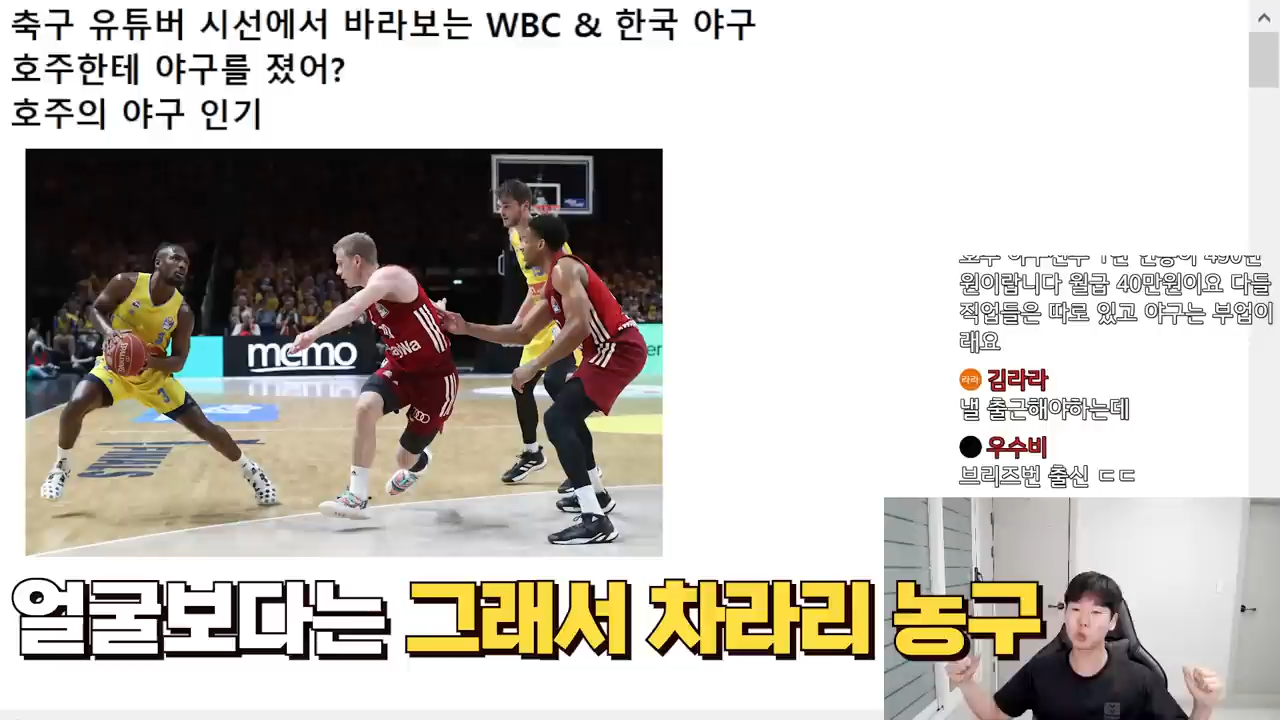 축구 유튜버 시선에서 바라보는 WBC & 한국 야구
호주한테 야구를 졌어?
호주의 야구 인기
memo
FINALS
원이랍니다 월급 40만원이요 다들
직업들은 따로 있고 야구는 부업이
래요
라라 김라라
낼 출근해야하는데
우수비
브리즈번 출신 ㄷㄷ
얼굴보다는 그래서 차라리 농구